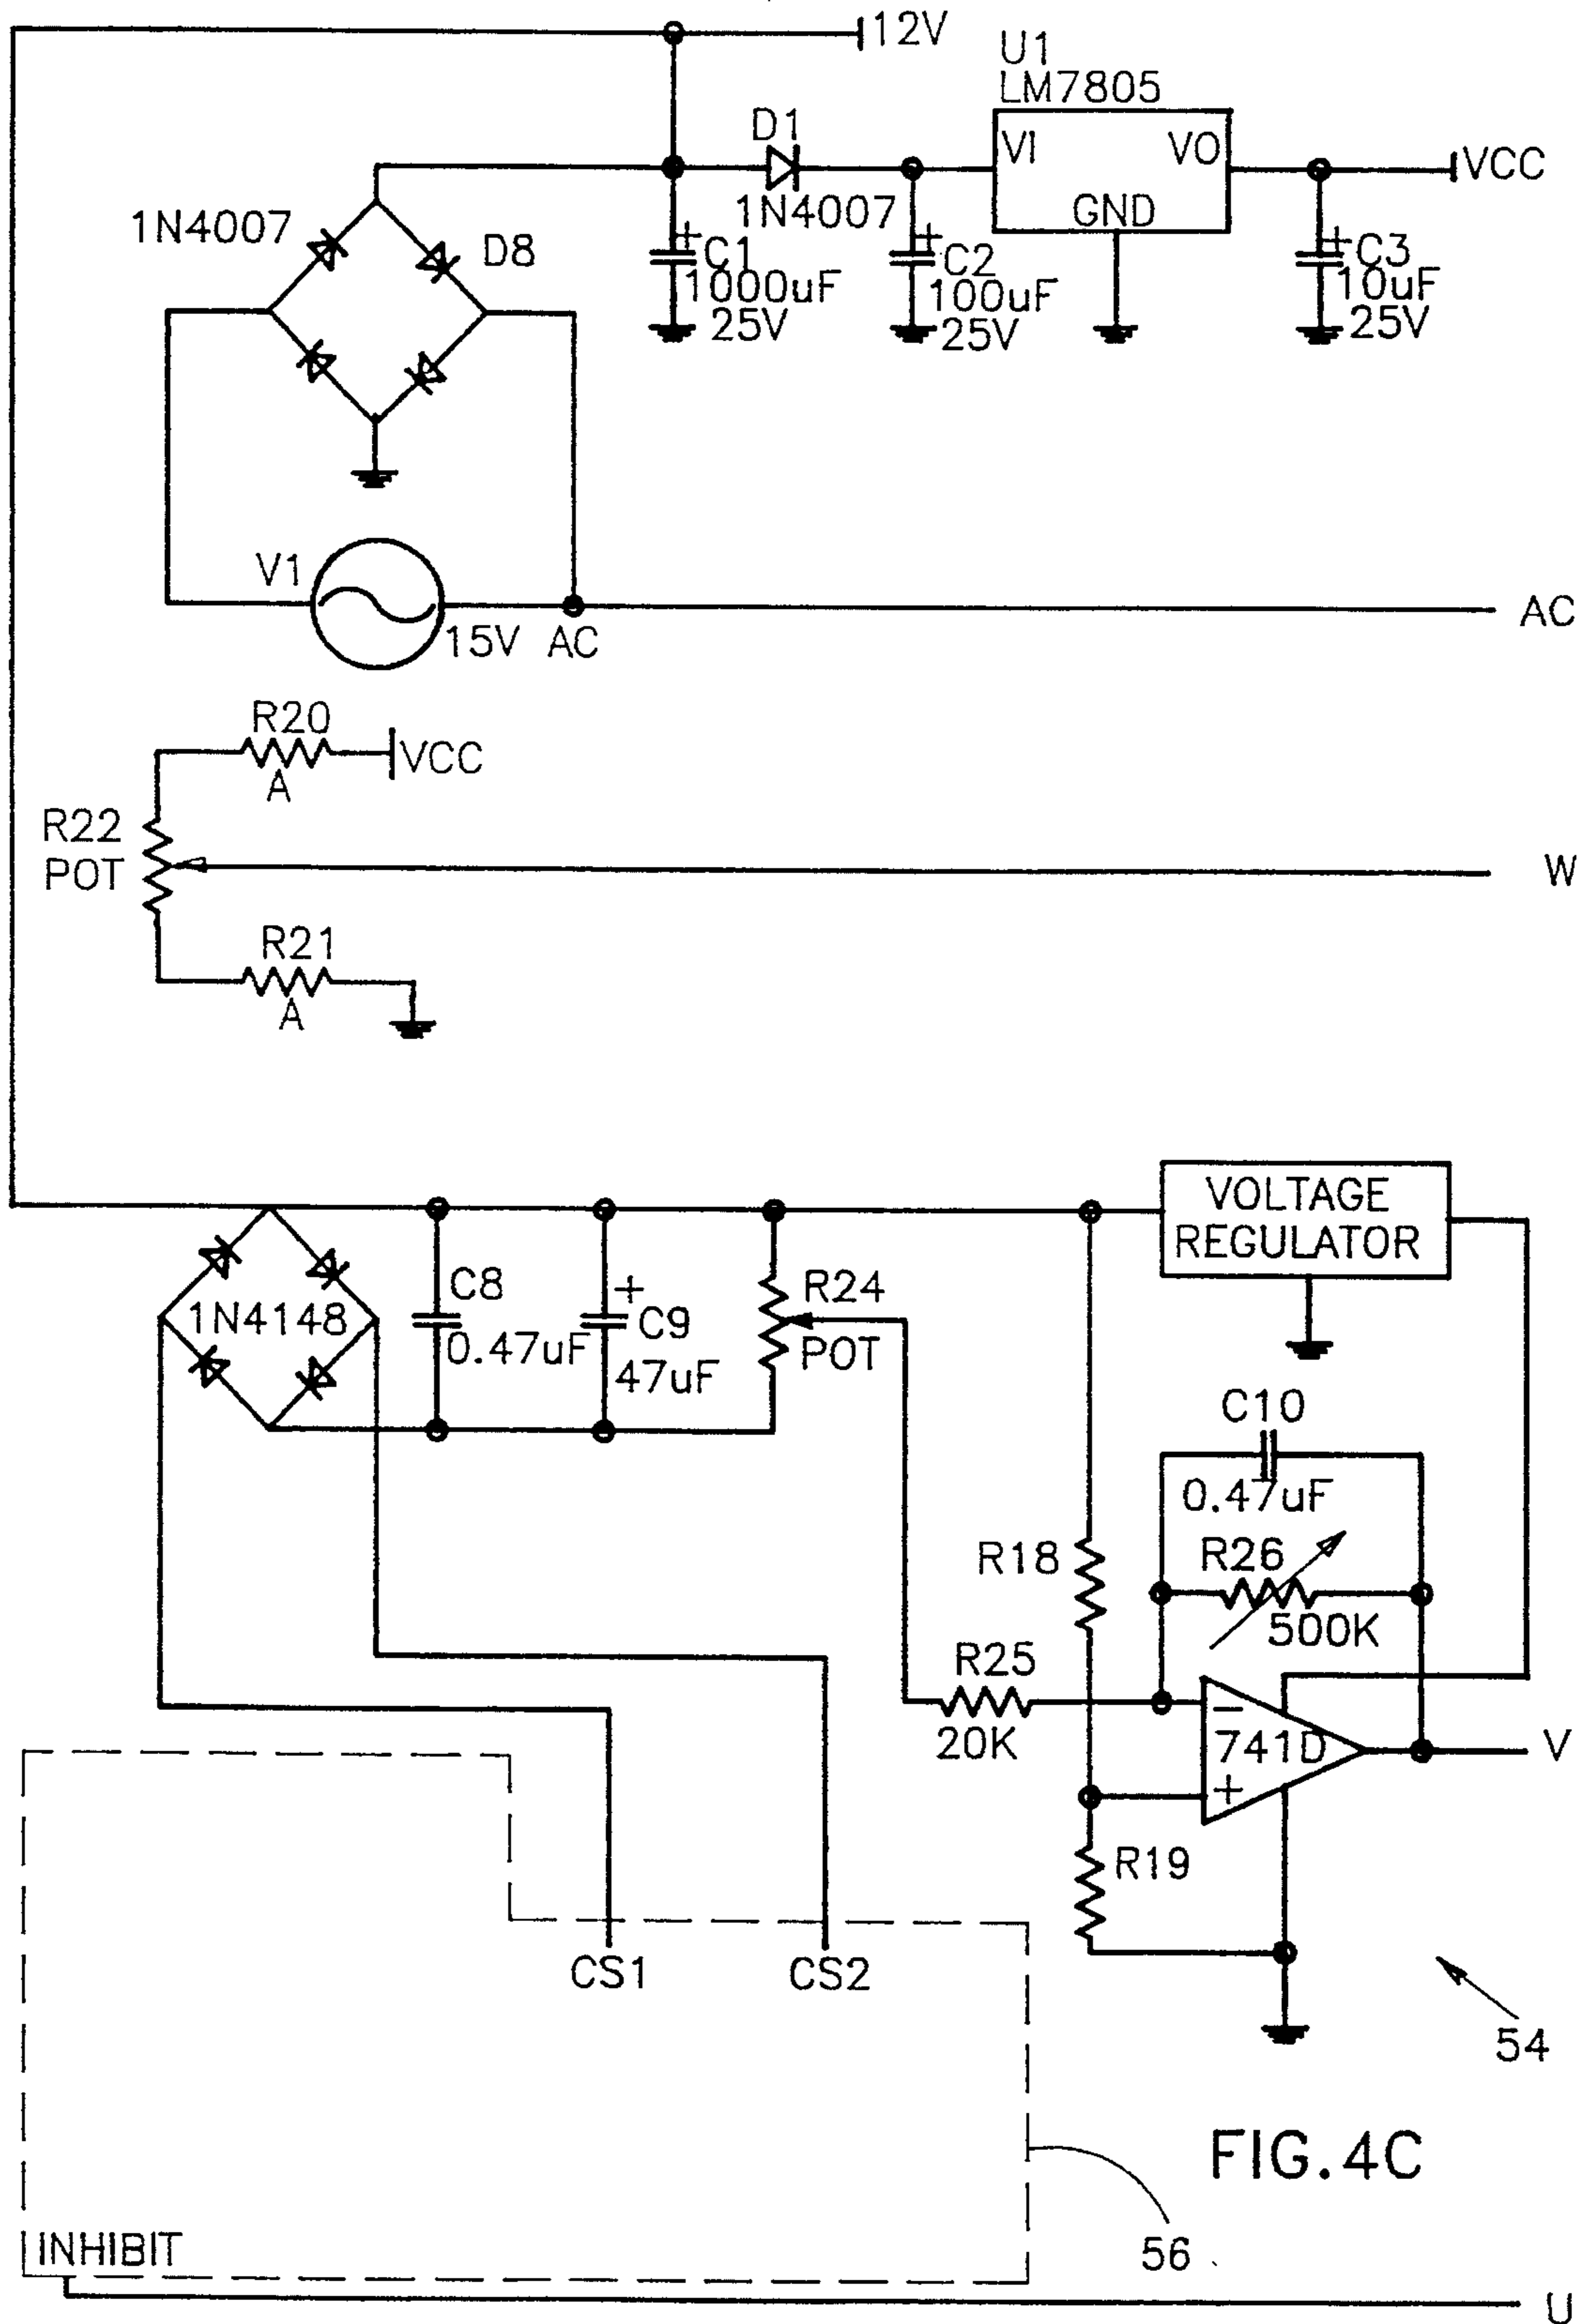 12V
U1
LM7805
VI
VO
GND
VCC
D1
1N4007
1N4007
D8
+
C1
1000uF
25V
+
C2
100uF
25V
+
C3
10uF
25V
V1
15V
AC
AC
R20
A
VCC
R22
POT
W
R21
A
VOLTAGE
REGULATOR
1N4148
C8
0.47uF
+
C9
47uF
R24
POT
C10
0.47uF
R18
R26
500K
R25
20K
−
741D
+
V
R19
CS1
CS2
54
FIG.4C
56
INHIBIT
U